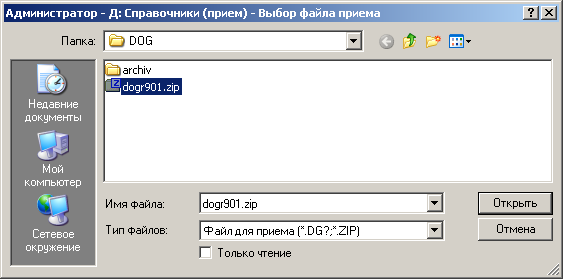 Администратор - Д: Справочники (прием) - Выбор файла приема
Папка: DOG
archiv
dogr901.zip
Недавние
документы
Мой
компьютер
Сетевое
окружение
Имя файла: dogr901.zip Открыть
Тип файлов: Файл для приема (*.DG?;*.ZIP) Отмена
Только чтение